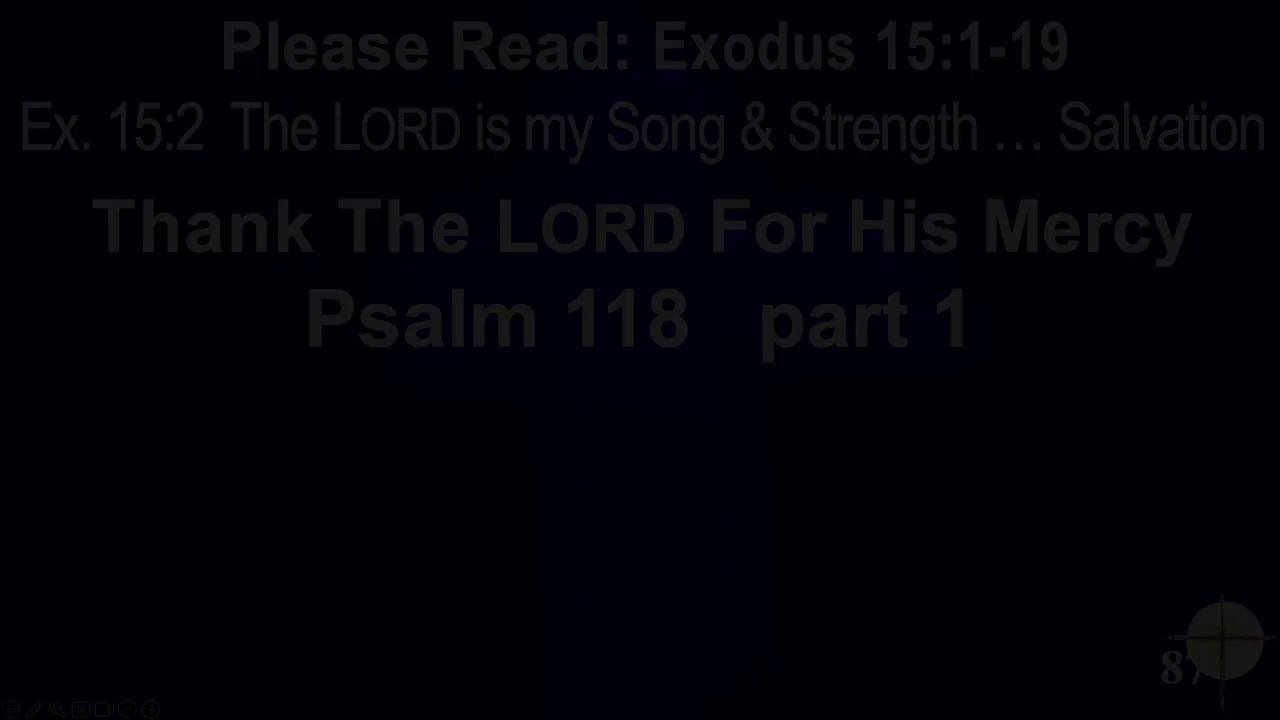 Please Read: Exodus 15:1-19
Ex. 15:2 The LORD is my Song & Strength … Salvation
Thank The LORD For His Mercy
Psalm 118 part 1
87